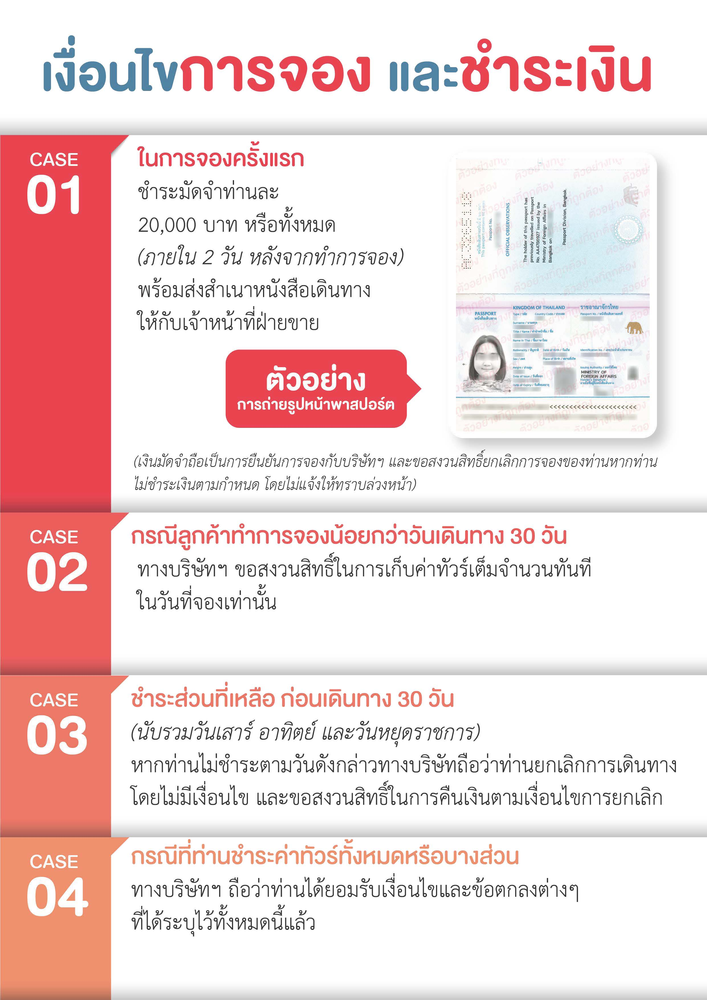 เงื่อนไขการจอง และชำระเงิน
CASE
01
ในการจองครั้งแรก
ชำระมัดจำท่านละ
20,000 บาท หรือทั้งหมด
(ภายใน 2 วัน หลังจากทำการจอง)
พร้อมส่งสำเนาหนังสือเดินทาง
ให้กับเจ้าหน้าที่ฝ่ายขาย
ตัวอย่าง
การถ่ายรูปหน้าพาสปอร์ต
หนังสือเดินทางฉบับนี้ มี ๖๖ หน้า
This passport contains 66 pages
Passport No.
OFFICIAL OBSERVATIONS
The holder of this passport has
previously travelled on Passport
No. AA4786927 issued by the
Ministry of Foreign Affairs in
Bangkok on
Passport Division, Bangkok.
ตัวอย่างที่ถูกต้อง
PASSPORT
หนังสือเดินทาง
KINGDOM OF THAILAND
ราชอาณาจักรไทย
Type / รหัส
Country Code / ประเทศ
Passport No. / หนังสือเดินทางเลขที่
Surname / นามสกุล
Title / Name / คำนำหน้าชื่อ / ชื่อ
Name in Thai / ชื่อภาษาไทย
Nationality / สัญชาติ
Date of Birth / วันเกิด
Identification No. / เลขประจำตัวประชาชน
Sex / เพศ
Place of Birth / สถานที่เกิด
Height / ส่วนสูง
Issuing Authority / ออกให้โดย
MINISTRY OF
FOREIGN AFFAIRS
Date of Issue / วันที่ออก
Holder's Signature /
ลายมือชื่อผู้ถือหนังสือเดินทาง
Date of Expiry / วันที่หมดอายุ
<<<<<<<<<<<<<<<<<<<<<<
(เงินมัดจำถือเป็นการยืนยันการจองกับบริษัทฯ และขอสงวนสิทธิ์ยกเลิกการจองของท่านหากท่าน
ไม่ชำระเงินตามกำหนด โดยไม่แจ้งให้ทราบล่วงหน้า)
CASE
02
กรณีลูกค้าทำการจองน้อยกว่าวันเดินทาง 30 วัน
ทางบริษัทฯ ขอสงวนสิทธิ์ในการเก็บค่าทัวร์เต็มจำนวนทันที
ในวันที่จองเท่านั้น
CASE
03
ชำระส่วนที่เหลือ ก่อนเดินทาง 30 วัน
(นับรวมวันเสาร์ อาทิตย์ และวันหยุดราชการ)
หากท่านไม่ชำระตามวันดังกล่าวทางบริษัทถือว่าท่านยกเลิกการเดินทาง
โดยไม่มีเงื่อนไข และขอสงวนสิทธิ์ในการคืนเงินตามเงื่อนไขการยกเลิก
CASE
04
กรณีที่ท่านชำระค่าทัวร์ทั้งหมดหรือบางส่วน
ทางบริษัทฯ ถือว่าท่านได้ยอมรับเงื่อนไขและข้อตกลงต่างๆ
ที่ได้ระบุไว้ทั้งหมดนี้แล้ว